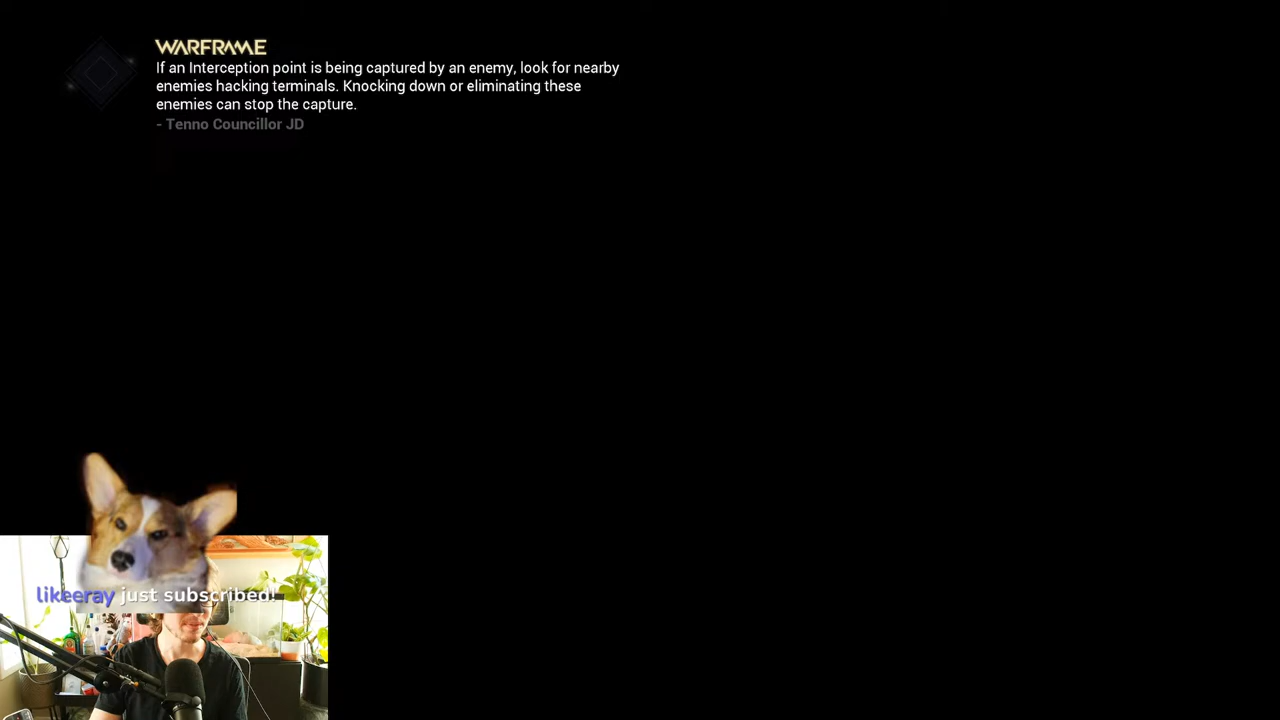 WARFRAME
If an Interception point is being captured by an enemy, look for nearby
enemies hacking terminals. Knocking down or eliminating these
enemies can stop the capture.
- Tenno Councillor JD
likeeray just subscribed!